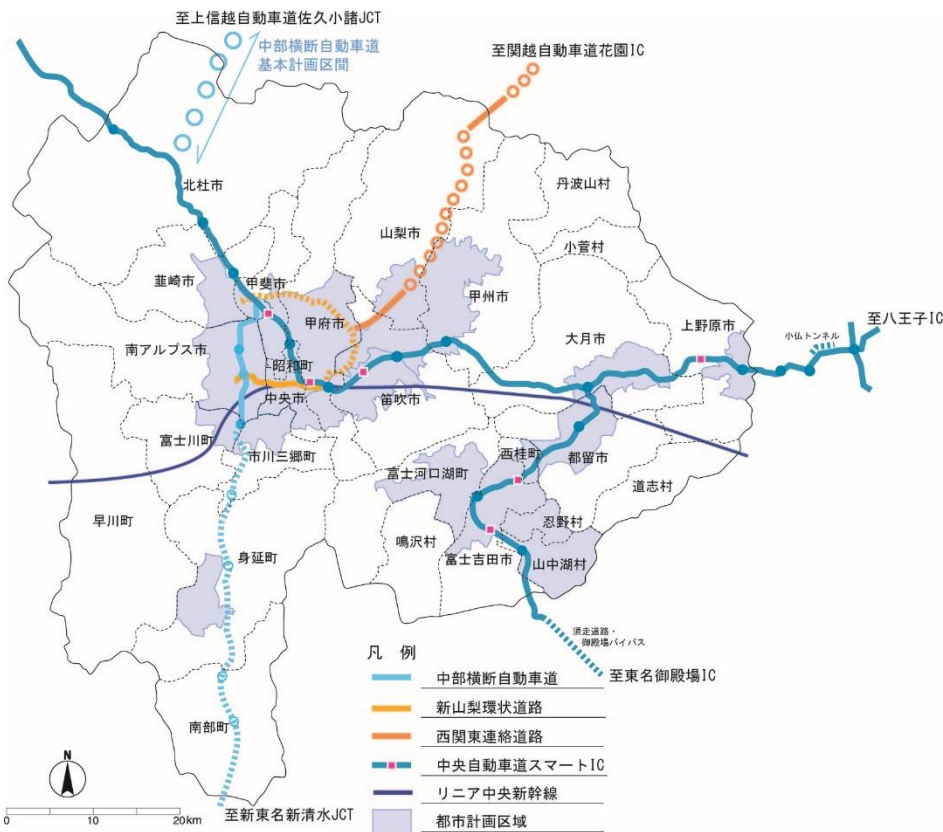 至上信越自動車道佐久小諸JCT
中部横断自動車道
基本計画区間
至関越自動車道花園IC
北杜市
丹波山村
山梨市
小菅村
韮崎市
甲斐市
甲州市
甲府市
大月市
上野原市
至八王子IC
小仏トンネル
南アルプス市
昭和町
中央市
笛吹市
富士川町
市川三郷町
西桂町
都留市
富士河口湖町
道志村
早川町
忍野村
鳴沢村
身延町
富士吉田市
山中湖村
須走道路・
御殿場バイパス
至東名御殿場IC
南部町
至新東名新清水JCT
凡 例
中部横断自動車道
新山梨環状道路
西関東連絡道路
中央自動車道スマートIC
リニア中央新幹線
都市計画区域
N
0 10 20km